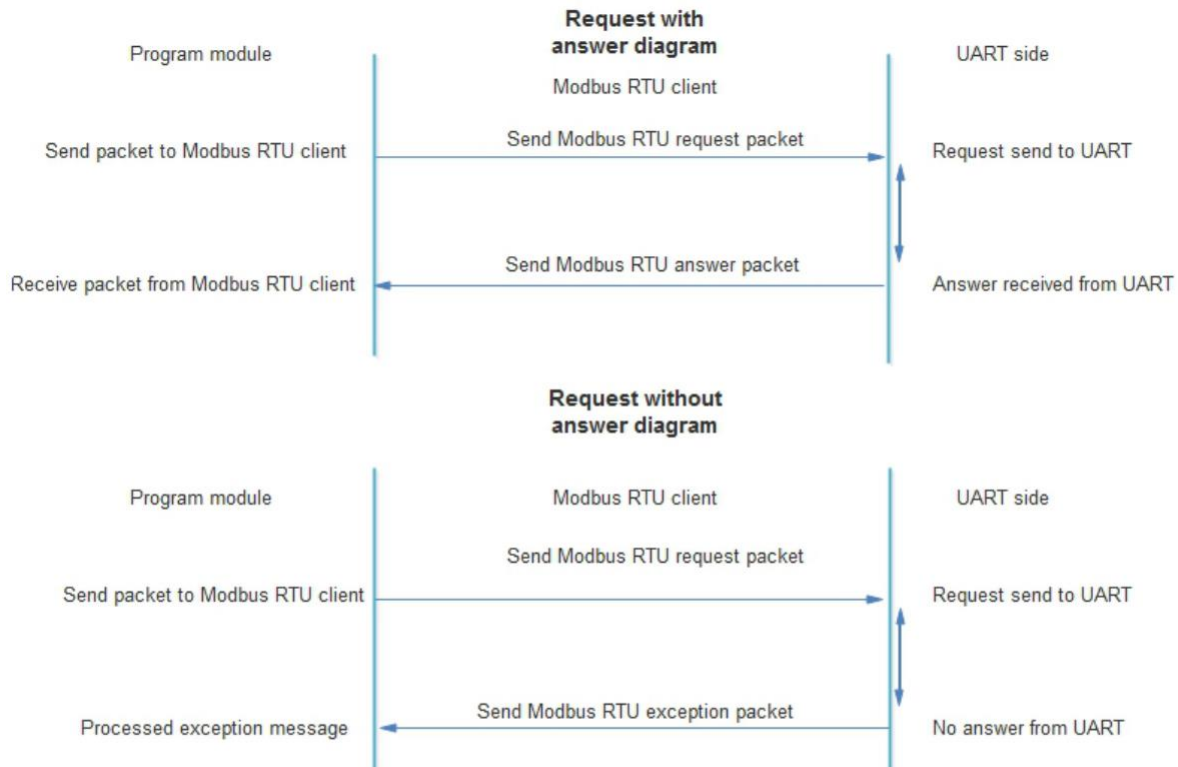 Request with
answer diagram
Program module
UART side
Modbus RTU client
Send Modbus RTU request packet
Send packet to Modbus RTU client
Request send to UART
Send Modbus RTU answer packet
Receive packet from Modbus RTU client
Answer received from UART
Request without
answer diagram
Program module
Modbus RTU client
UART side
Send Modbus RTU request packet
Send packet to Modbus RTU client
Request send to UART
Send Modbus RTU exception packet
Processed exception message
No answer from UART